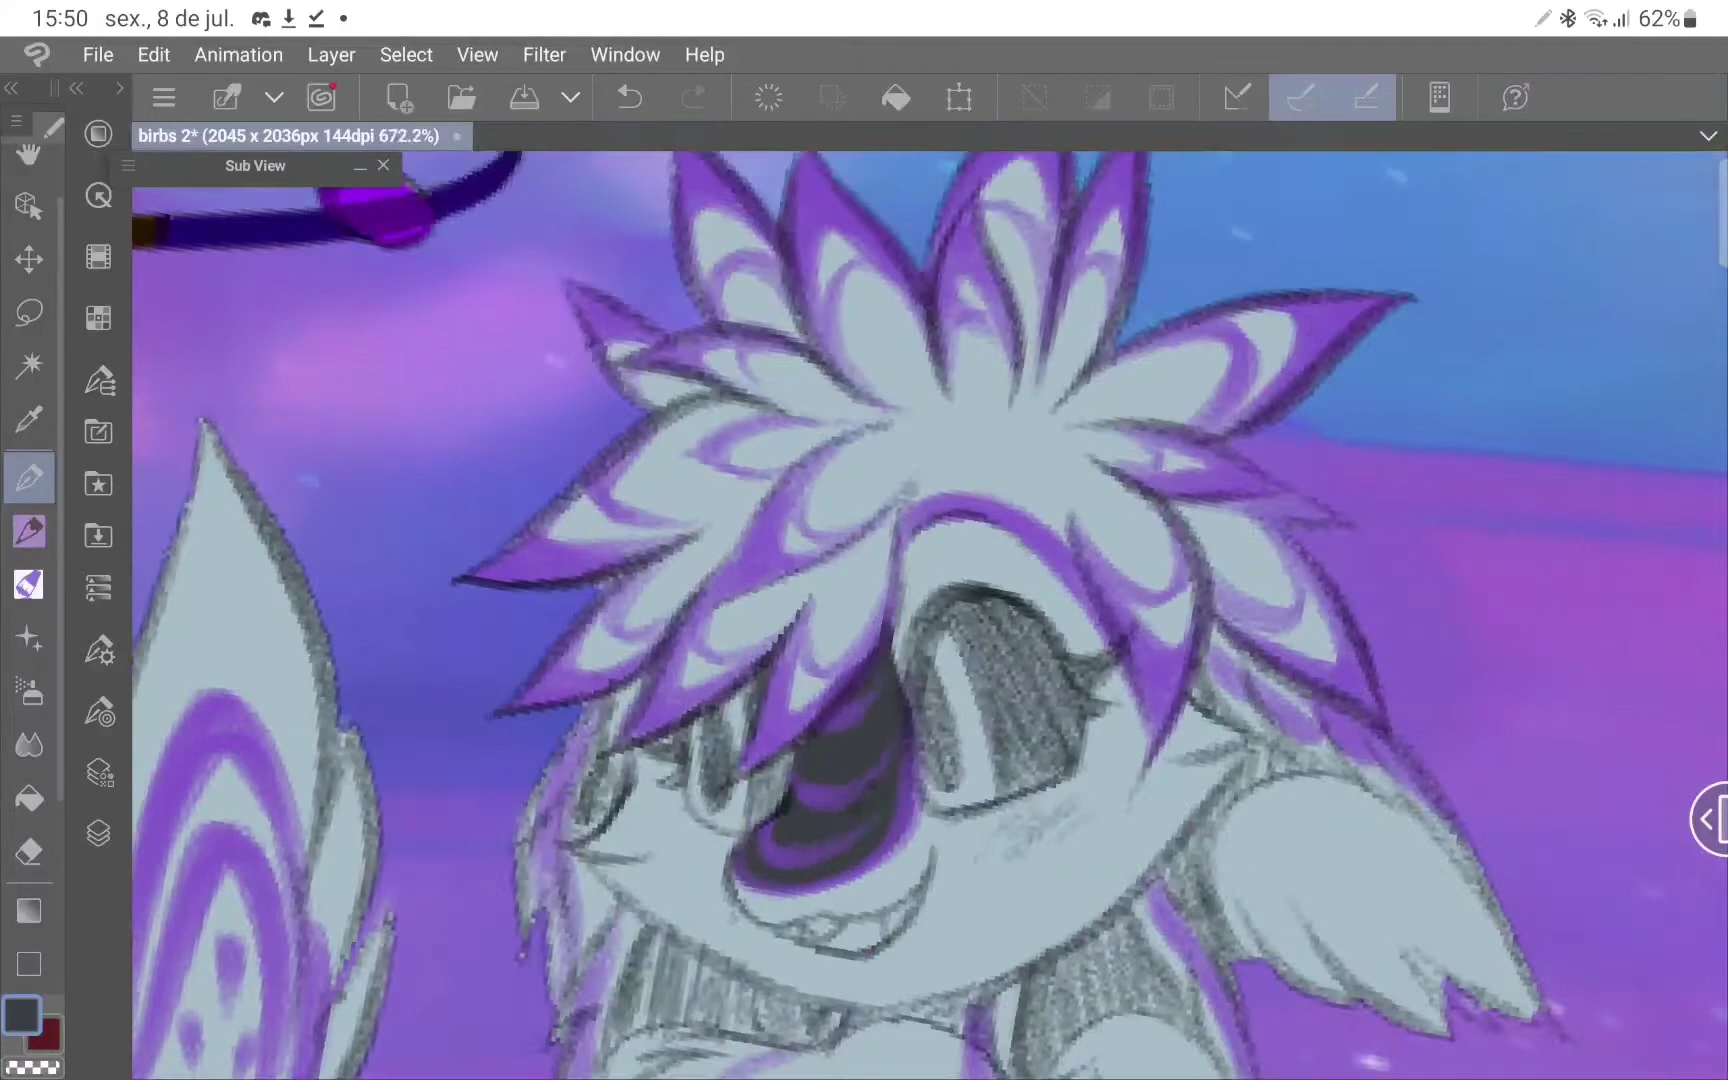 15:50 sex., 8 de jul. 62%
File Edit Animation Layer Select View Filter Window Help
birbs 2* (2045 x 2036px 144dpi 672.2%)
Sub View